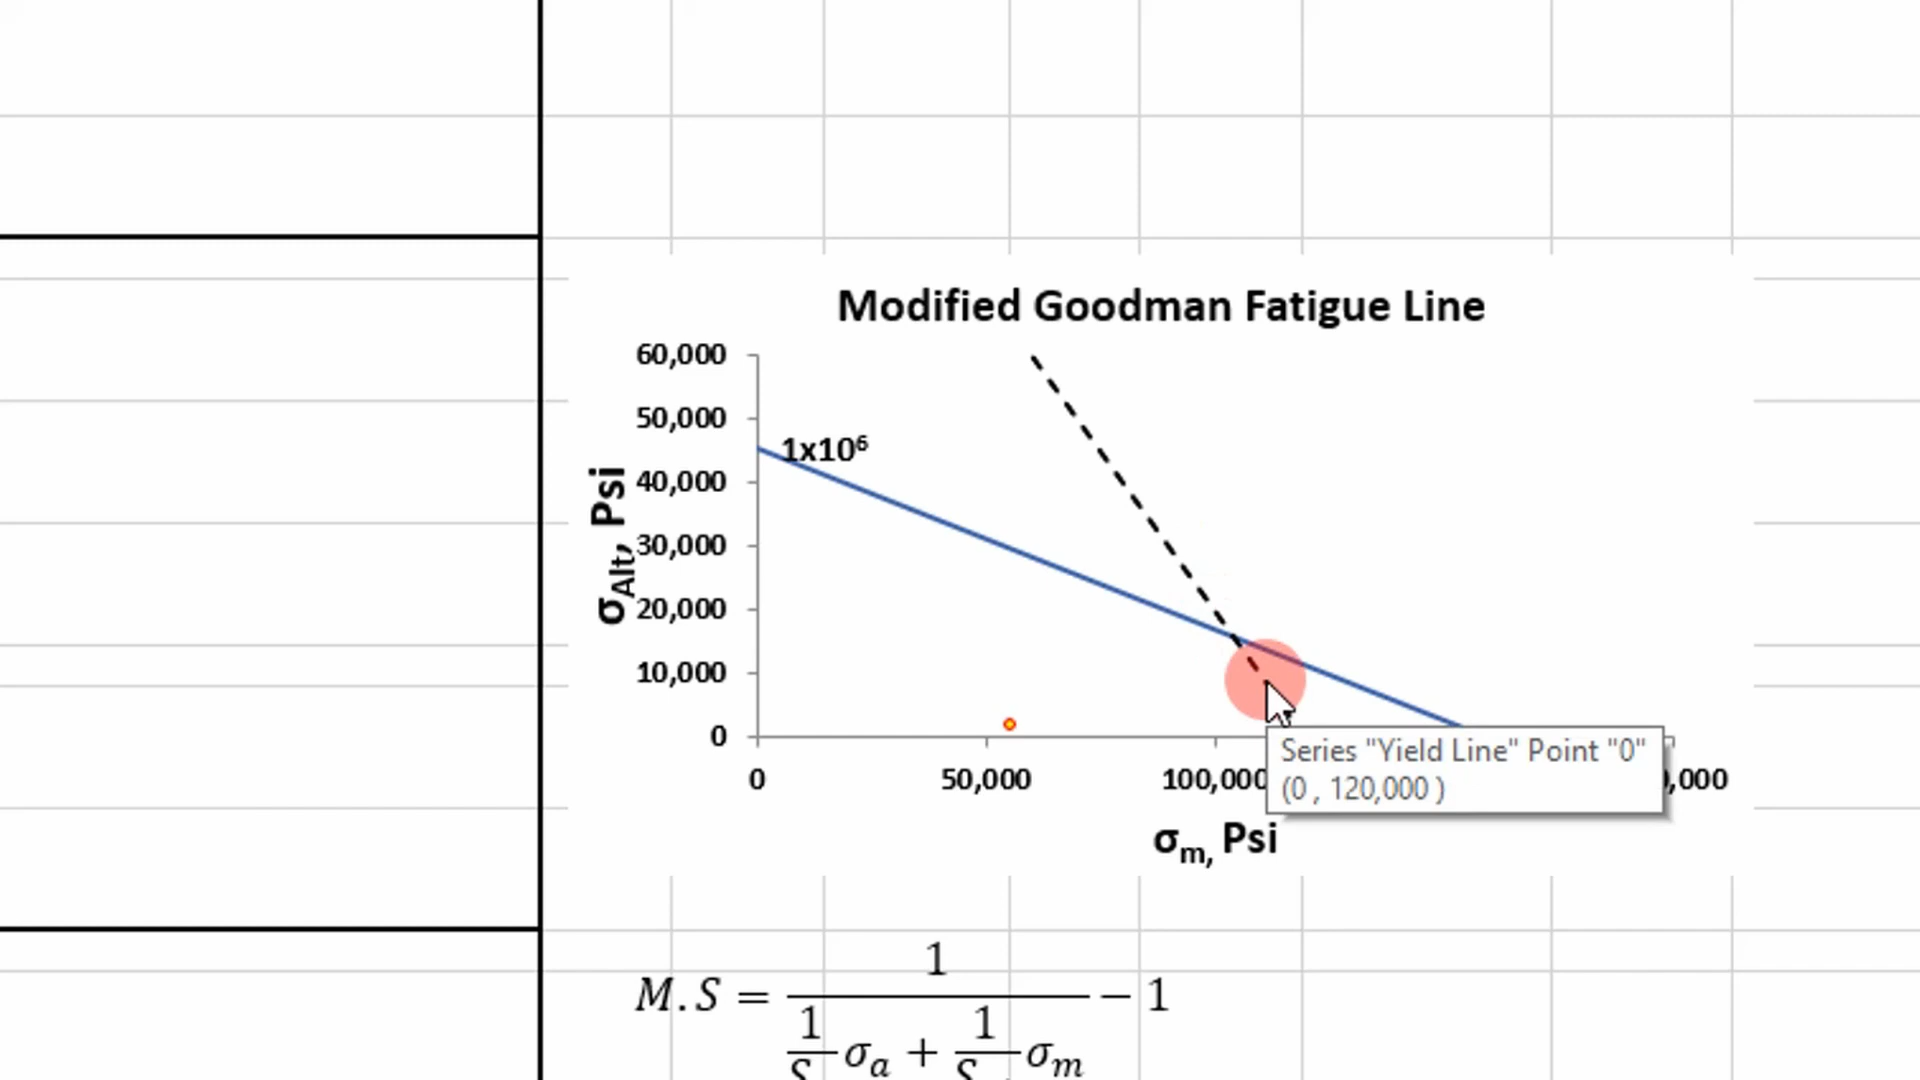 Modified Goodman Fatigue Line
60,000
50,000
40,000
30,000
20,000
10,000
0
σAlt, Psi
1x10⁶
0
50,000
100,000
,000
Series "Yield Line" Point "0"
(0 , 120,000 )
σm, Psi
M.S = 1 / (1/S σa + 1/S σm) − 1